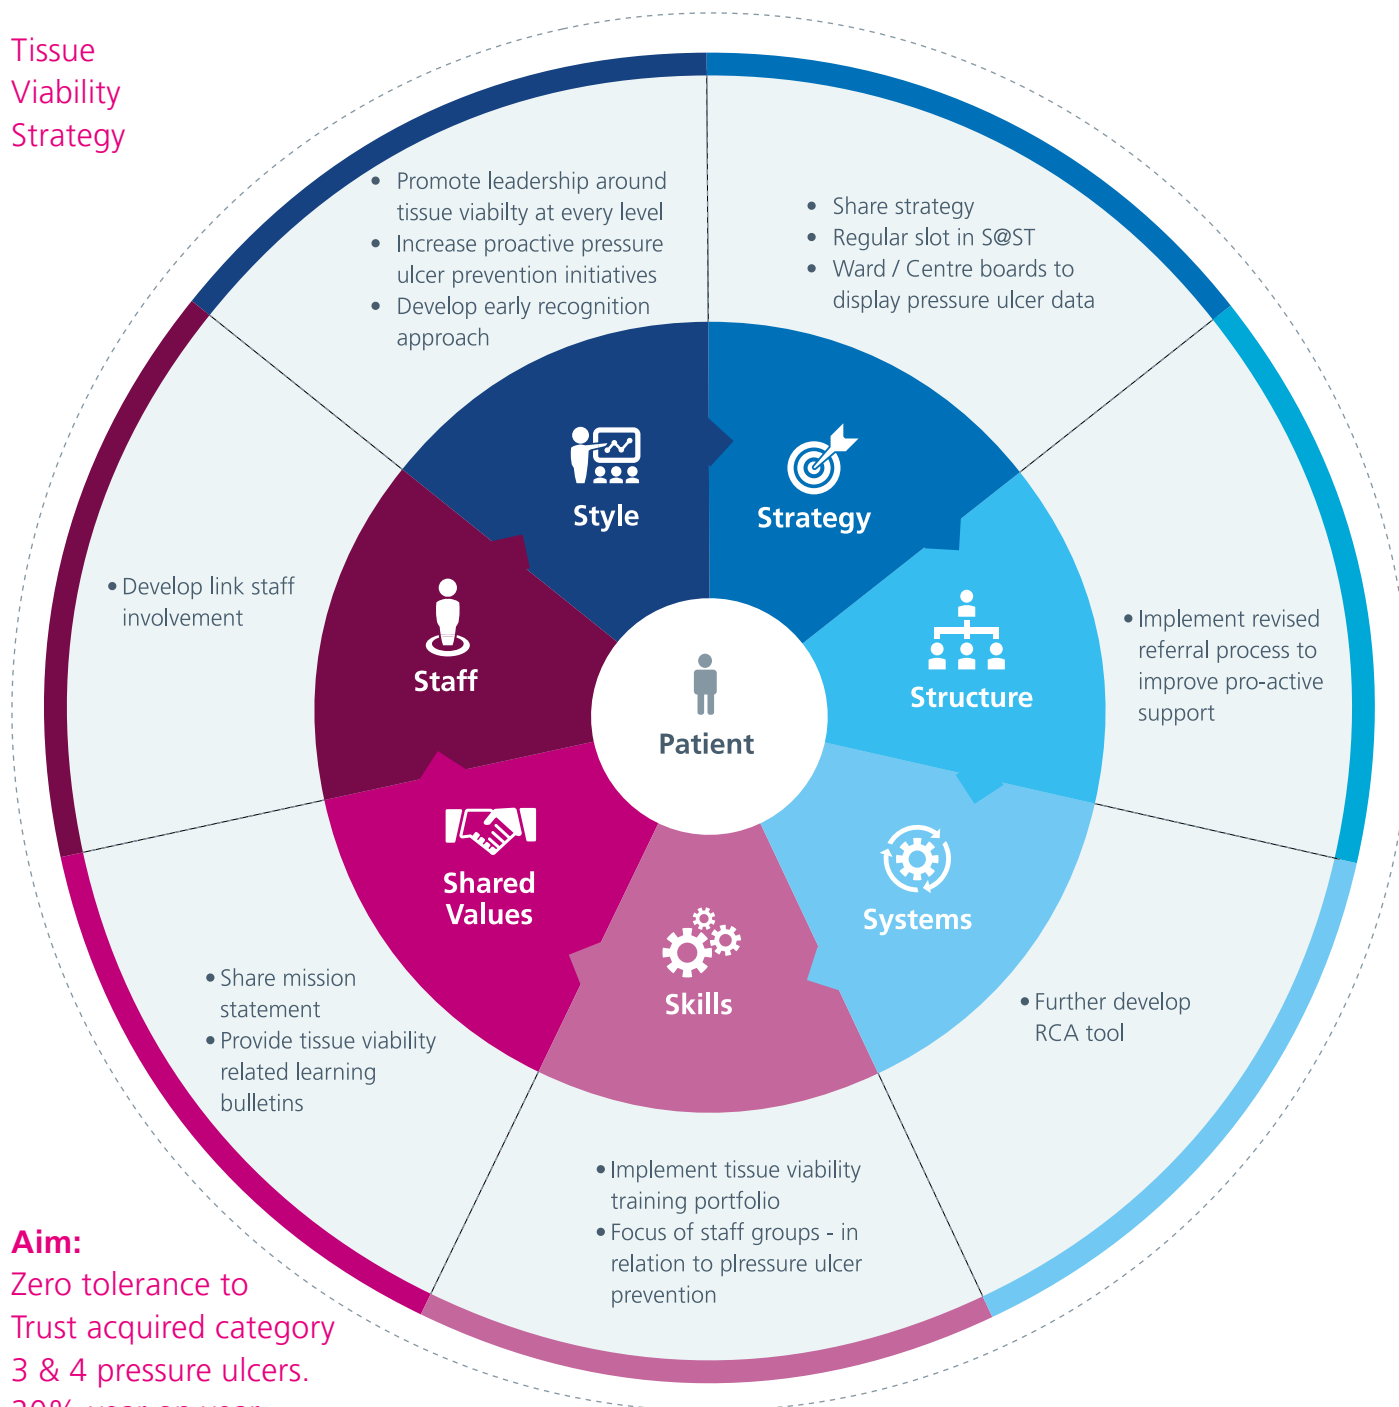 Tissue
Viability
Strategy
• Promote leadership around
tissue viabilty at every level
• Increase proactive pressure
ulcer prevention initiatives
• Develop early recognition
approach
• Share strategy
• Regular slot in S@ST
• Ward / Centre boards to
display pressure ulcer data
Style
Strategy
• Develop link staff
involvement
Staff
Patient
Structure
• Implement revised
referral process to
improve pro-active
support
Shared
Values
Systems
Skills
• Share mission
statement
• Provide tissue viability
related learning
bulletins
• Further develop
RCA tool
• Implement tissue viability
training portfolio
• Focus of staff groups - in
relation to plressure ulcer
prevention
Aim:
Zero tolerance to
Trust acquired category
3 & 4 pressure ulcers.
year on year